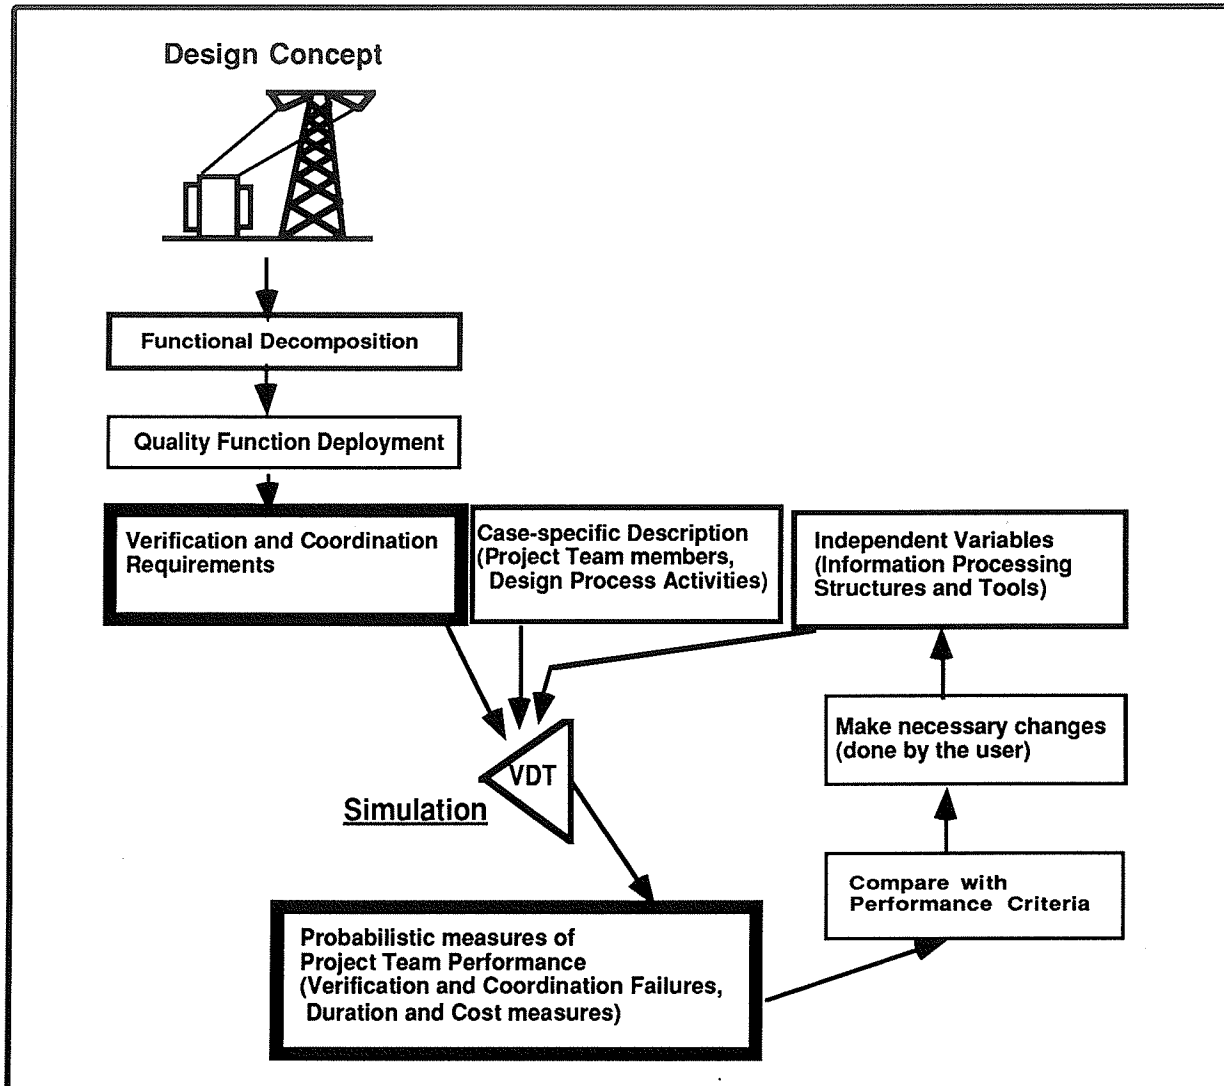 Design Concept
Functional Decomposition
Quality Function Deployment
Verification and Coordination
Requirements
Case-specific Description
(Project Team members,
Design Process Activities)
Independent Variables
(Information Processing
Structures and Tools)
Make necessary changes
(done by the user)
VDT
Simulation
Compare with
Performance Criteria
Probabilistic measures of
Project Team Performance
(Verification and Coordination Failures,
Duration and Cost measures)